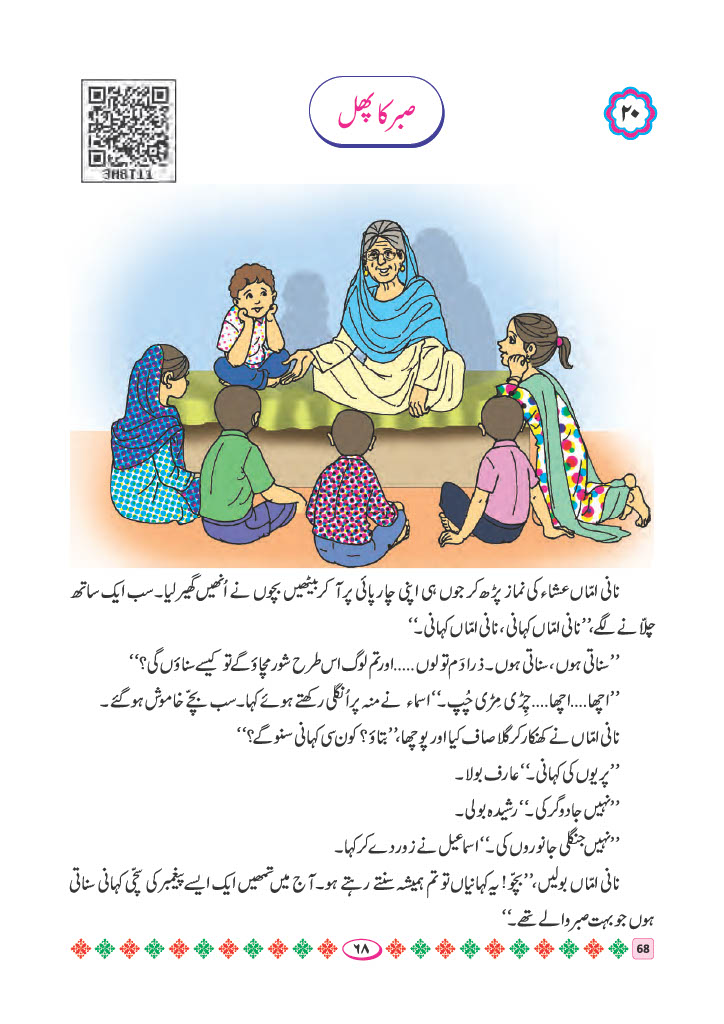 3H8T11
صبر کا پھل
۲۰
نانی امّاں عشاء کی نماز پڑھ کر جوں ہی اپنی چارپائی پر آ کر بیٹھیں بچوں نے اُنھیں گھیر لیا۔ سب ایک ساتھ
چلّانے لگے، ”نانی امّاں کہانی، نانی امّاں کہانی۔“
”سناتی ہوں، سناتی ہوں۔ ذرا دَم تو لوں.....اور تم لوگ اس طرح شور مچاؤ گے تو کیسے سناؤں گی؟“
”اچھا....اچھا....چِڑی مِڑی چُپ۔“ اسماء نے منہ پر اُنگلی رکھتے ہوئے کہا۔ سب بچّے خاموش ہو گئے۔
نانی امّاں نے کھنکار کر گلا صاف کیا اور پوچھا، ”بتاؤ؟ کون سی کہانی سنو گے؟“
”پریوں کی کہانی۔“ عارف بولا۔
”نہیں جادوگر کی۔“ رشیدہ بولی۔
”نہیں جنگلی جانوروں کی۔“ اسماعیل نے زور دے کر کہا۔
نانی امّاں بولیں، ”بچّو! یہ کہانیاں تو تم ہمیشہ سنتے رہتے ہو۔ آج میں تمھیں ایک ایسے پیغمبر کی سچّی کہانی سناتی
ہوں جو بہت صبر والے تھے۔“
۶۸
68